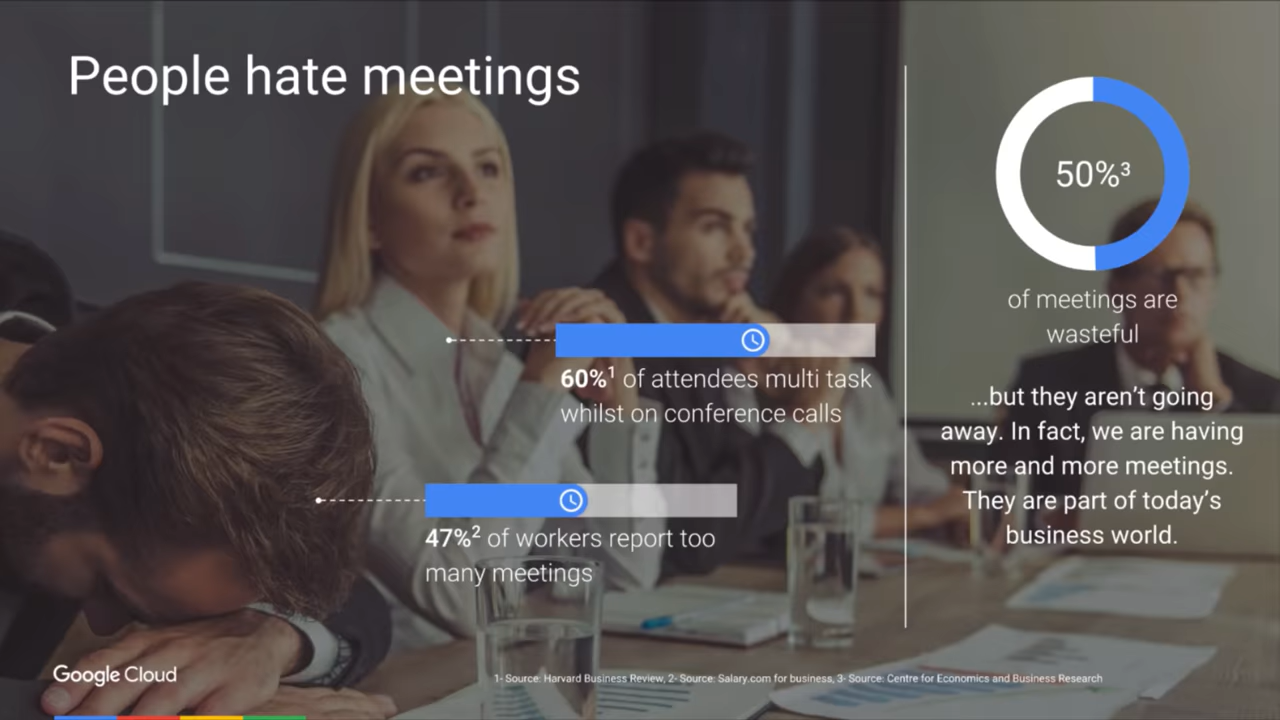 People hate meetings
60%¹ of attendees multi task
whilst on conference calls
47%² of workers report too
many meetings
50%³
of meetings are
wasteful
...but they aren’t going
away. In fact, we are having
more and more meetings.
They are part of today’s
business world.
Google Cloud
1- Source: Harvard Business Review, 2- Source: Salary.com for business, 3- Source: Centre for Economics and Business Research